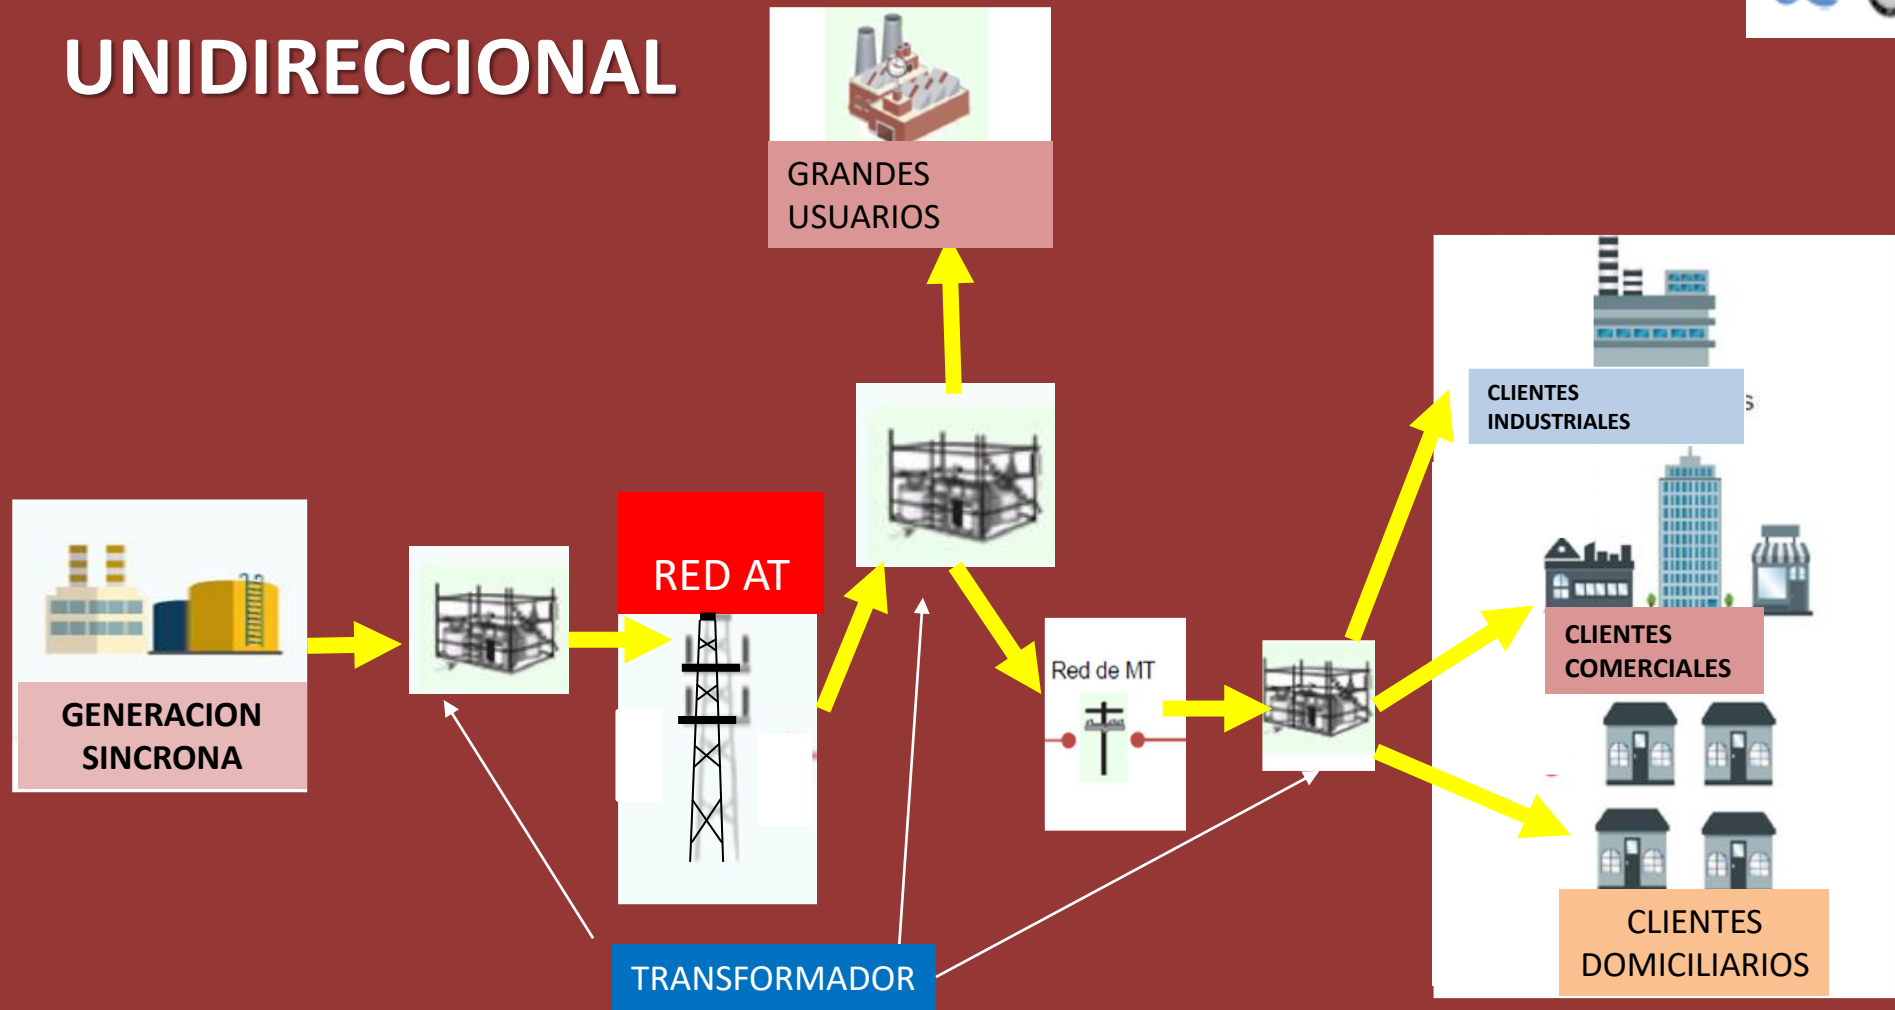 UNIDIRECCIONAL
GRANDES
USUARIOS
CLIENTES
INDUSTRIALES
s
RED AT
Red de MT
CLIENTES
COMERCIALES
GENERACION
SINCRONA
CLIENTES
DOMICILIARIOS
TRANSFORMADOR